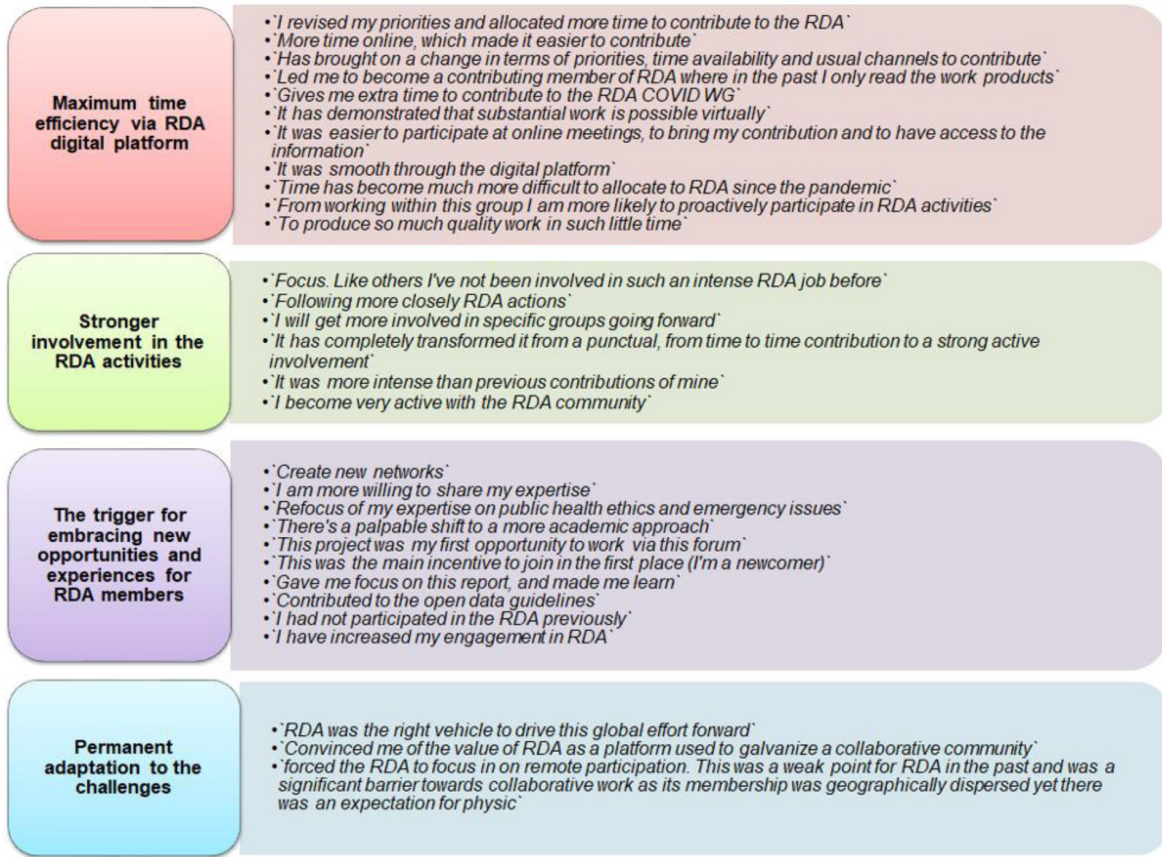 Maximum time
efficiency via RDA
digital platform
•`I revised my priorities and allocated more time to contribute to the RDA`
•`More time online, which made it easier to contribute`
•`Has brought on a change in terms of priorities, time availability and usual channels to contribute`
•`Led me to become a contributing member of RDA where in the past I only read the work products`
•`Gives me extra time to contribute to the RDA COVID WG`
•`It has demonstrated that substantial work is possible virtually`
•`It was easier to participate at online meetings, to bring my contribution and to have access to the
information`
•`It was smooth through the digital platform`
•`Time has become much more difficult to allocate to RDA since the pandemic`
•`From working within this group I am more likely to proactively participate in RDA activities`
•`To produce so much quality work in such little time`
Stronger
involvement in the
RDA activities
•`Focus. Like others I've not been involved in such an intense RDA job before`
•`Following more closely RDA actions`
•`I will get more involved in specific groups going forward`
•`It has completely transformed it from a punctual, from time to time contribution to a strong active
involvement`
•`It was more intense than previous contributions of mine`
•`I become very active with the RDA community`
The trigger for
embracing new
opportunities and
experiences for
RDA members
•`Create new networks`
•`I am more willing to share my expertise`
•`Refocus of my expertise on public health ethics and emergency issues`
•`There's a palpable shift to a more academic approach`
•`This project was my first opportunity to work via this forum`
•`This was the main incentive to join in the first place (I'm a newcomer)`
•`Gave me focus on this report, and made me learn`
•`Contributed to the open data guidelines`
•`I had not participated in the RDA previously`
•`I have increased my engagement in RDA`
Permanent
adaptation to the
challenges
•`RDA was the right vehicle to drive this global effort forward`
•`Convinced me of the value of RDA as a platform used to galvanize a collaborative community`
•`forced the RDA to focus in on remote participation. This was a weak point for RDA in the past and was a
significant barrier towards collaborative work as its membership was geographically dispersed yet there
was an expectation for physic`